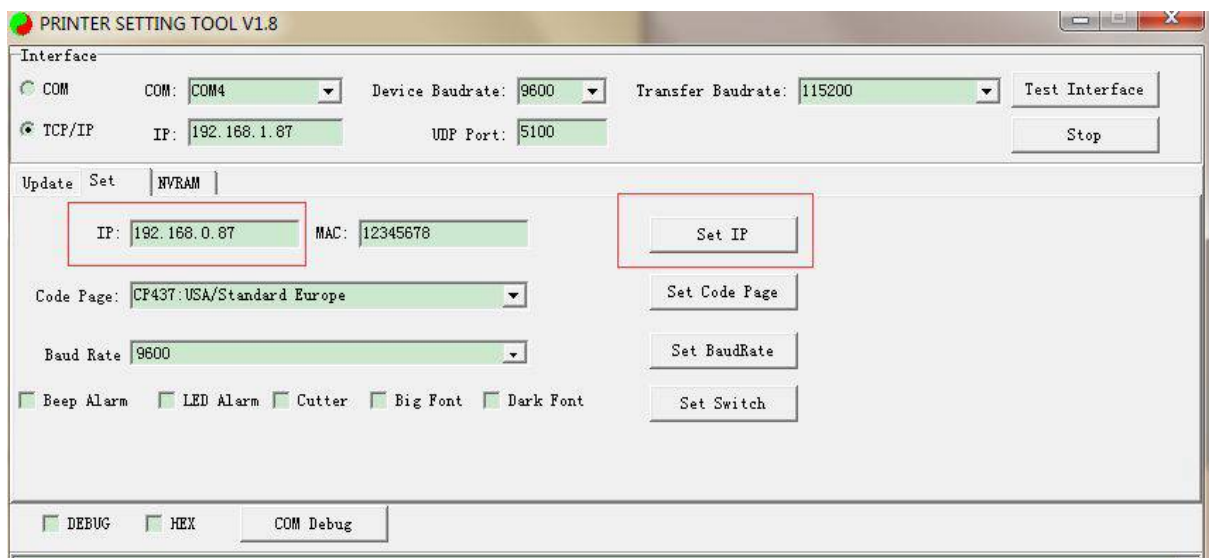 PRINTER SETTING TOOL V1.8
Interface
COM COM: COM4 Device Baudrate: 9600 Transfer Baudrate: 115200 Test Interface
TCP/IP IP: 192.168.1.87 UDP Port: 5100 Stop
Update Set NVRAM
IP: 192.168.0.87 MAC: 12345678 Set IP
Code Page: CP437:USA/Standard Europe Set Code Page
Baud Rate 9600 Set BaudRate
Beep Alarm LED Alarm Cutter Big Font Dark Font Set Switch
DEBUG HEX COM Debug